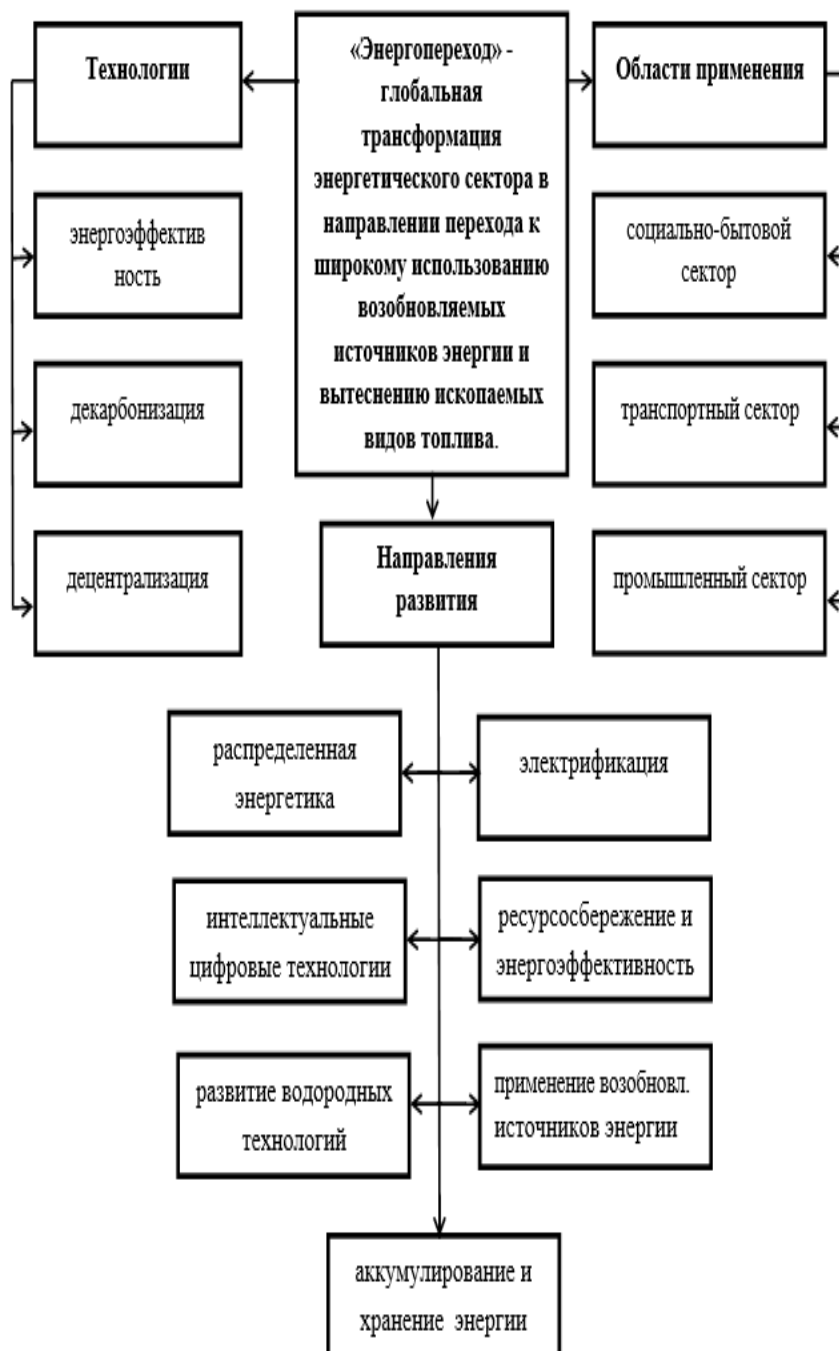 Технологии
«Энергопереход» -
глобальная
трансформация
энергетического сектора в
направлении перехода к
широкому использованию
возобновляемых
источников энергии и
вытеснению ископаемых
видов топлива.
Области применения
энергоэффектив
ность
социально-бытовой
сектор
декарбонизация
транспортный сектор
децентрализация
Направления
развития
промышленный сектор
распределенная
энергетика
электрификация
интеллектуальные
цифровые технологии
ресурсосбережение и
энергоэффективность
развитие водородных
технологий
применение возобновл.
источников энергии
аккумулирование и
хранение энергии